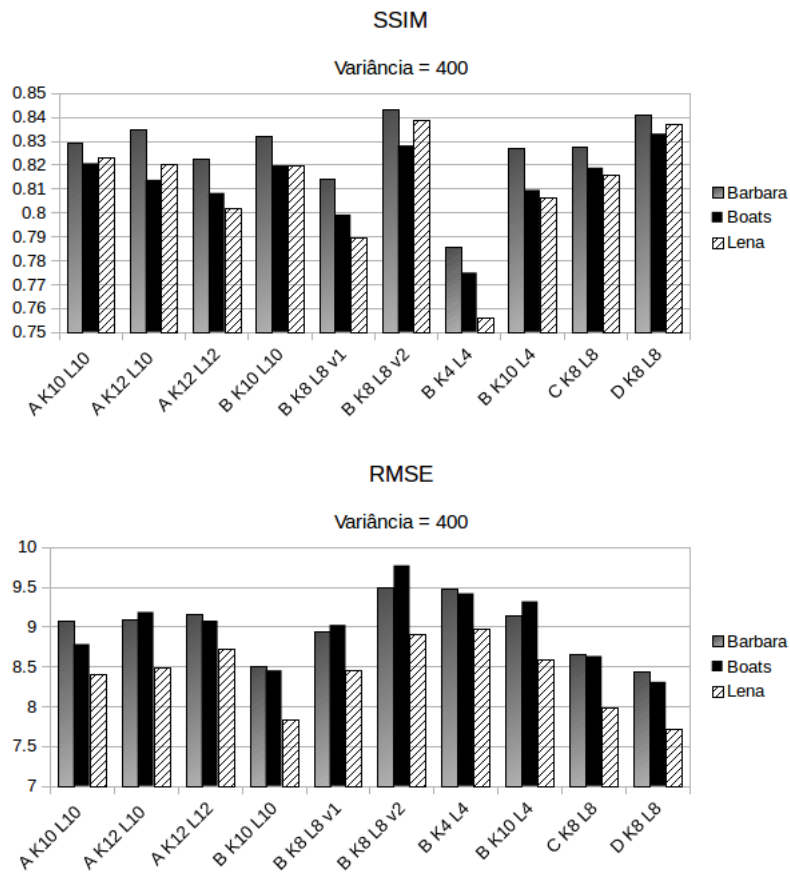 SSIM
Variância = 400
0.85
0.84
0.83
0.82
0.81
0.8
0.79
0.78
0.77
0.76
0.75
A K10 L10
A K12 L10
A K12 L12
B K10 L10
B K8 L8 v1
B K8 L8 v2
B K4 L4
B K10 L4
C K8 L8
D K8 L8
Barbara
Boats
Lena
RMSE
Variância = 400
10
9.5
9
8.5
8
7.5
7
A K10 L10
A K12 L10
A K12 L12
B K10 L10
B K8 L8 v1
B K8 L8 v2
B K4 L4
B K10 L4
C K8 L8
D K8 L8
Barbara
Boats
Lena